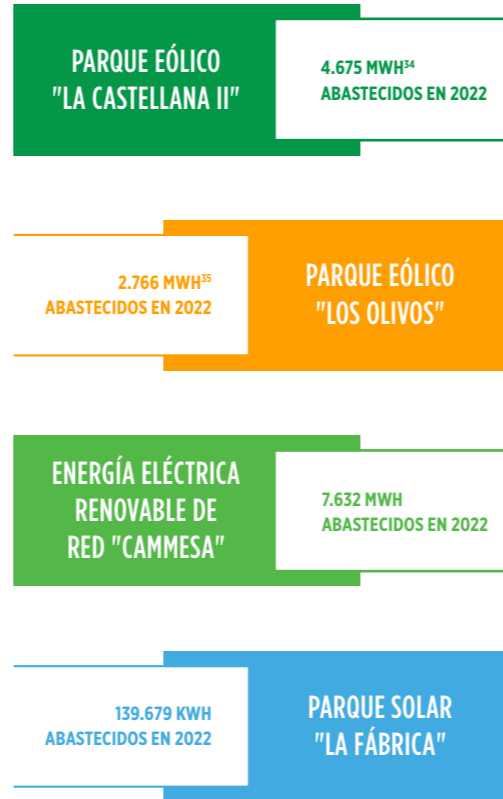 PARQUE EÓLICO
"LA CASTELLANA II"
4.675 MWH³⁴
ABASTECIDOS EN 2022
2.766 MWH³⁵
ABASTECIDOS EN 2022
PARQUE EÓLICO
"LOS OLIVOS"
ENERGÍA ELÉCTRICA
RENOVABLE DE
RED "CAMMESA"
7.632 MWH
ABASTECIDOS EN 2022
139.679 KWH
ABASTECIDOS EN 2022
PARQUE SOLAR
"LA FÁBRICA"